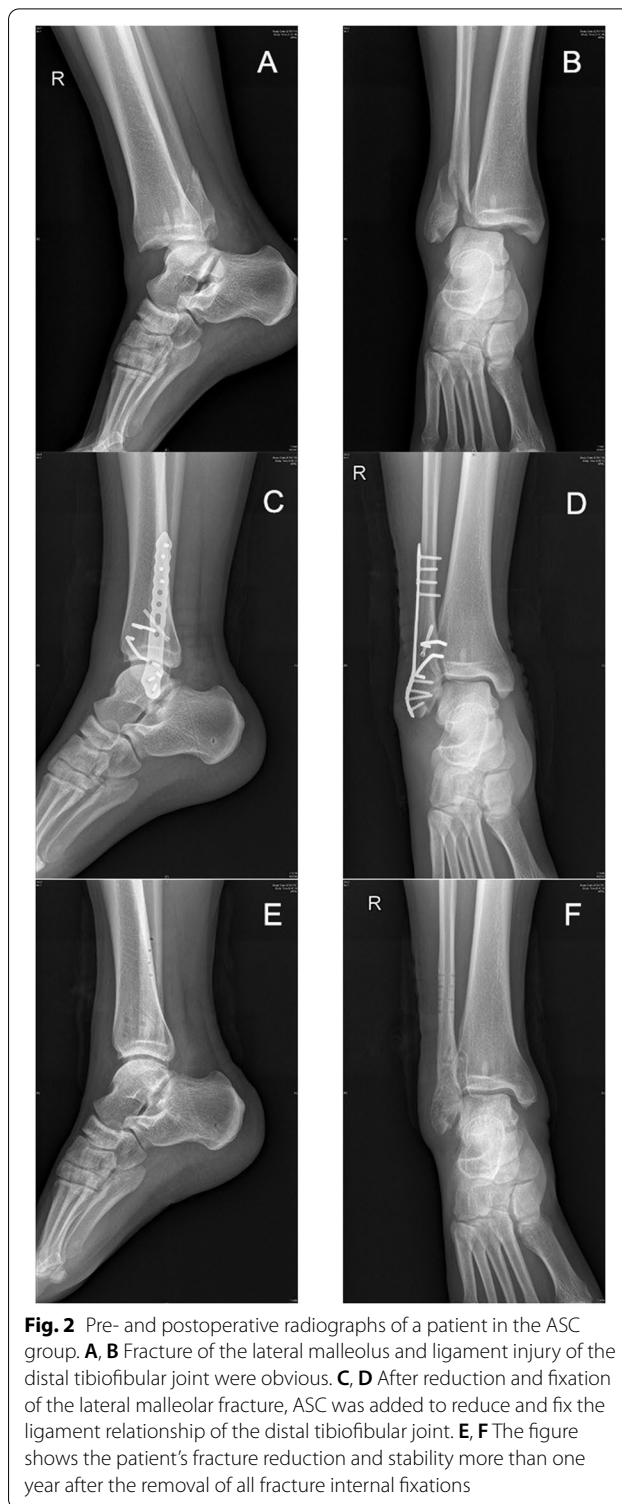 R
A
B
C
R
D
E
R
F
Fig. 2 Pre- and postoperative radiographs of a patient in the ASC
group. A, B Fracture of the lateral malleolus and ligament injury of the
distal tibiofibular joint were obvious. C, D After reduction and fixation
of the lateral malleolar fracture, ASC was added to reduce and fix the
ligament relationship of the distal tibiofibular joint. E, F The figure
shows the patient's fracture reduction and stability more than one
year after the removal of all fracture internal fixations